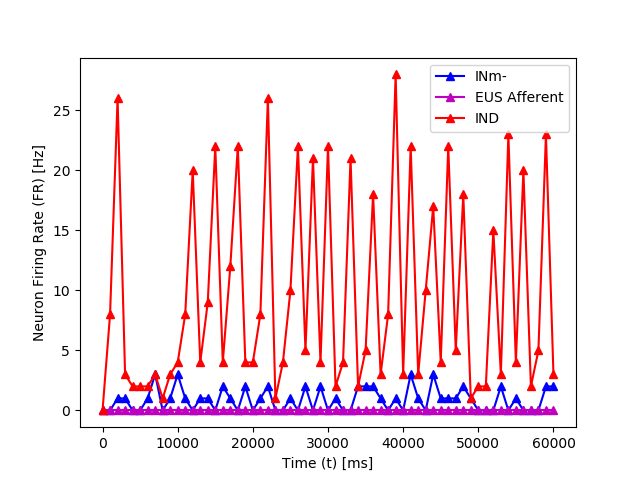 INm-
EUS Afferent
IND
25
20
15
10
5
0
Neuron Firing Rate (FR) [Hz]
0 10000 20000 30000 40000 50000 60000
Time (t) [ms]